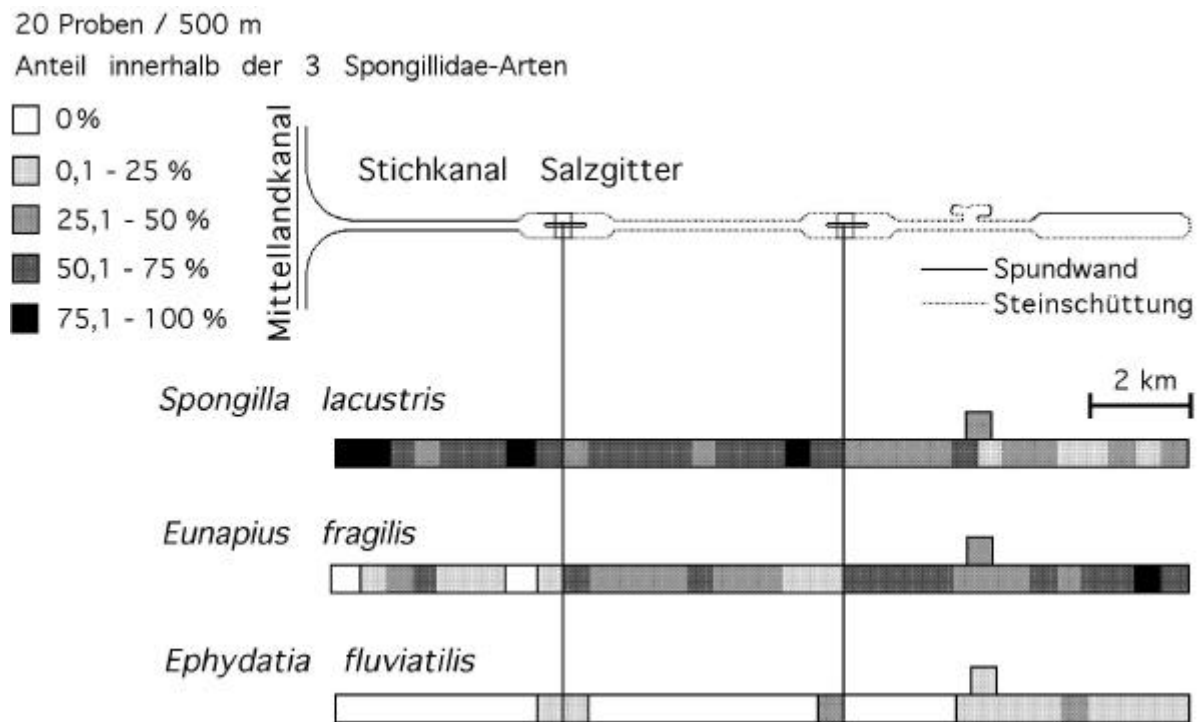 20 Proben / 500 m
Anteil innerhalb der 3 Spongillidae-Arten
0%
0,1 - 25 %
25,1 - 50 %
50,1 - 75 %
75,1 - 100 %
Mittellandkanal
Stichkanal Salzgitter
Spundwand
Steinschüttung
2 km
Spongilla lacustris
Eunapius fragilis
Ephydatia fluviatilis